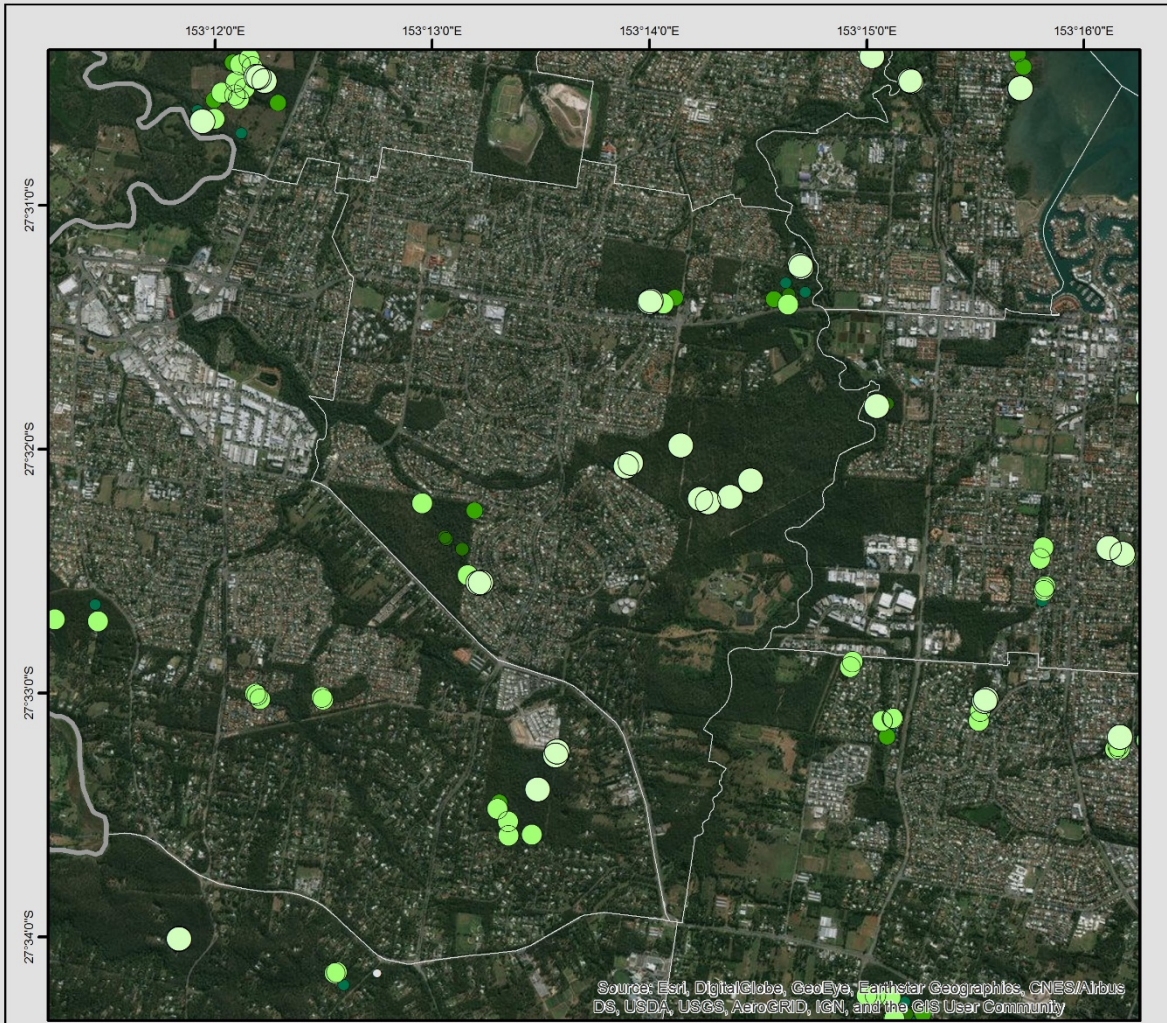 153°12'0"E 153°13'0"E 153°14'0"E 153°15'0"E 153°16'0"E
27°31'0"S
27°32'0"S
27°33'0"S
27°34'0"S
Source: Esri, DigitalGlobe, GeoEye, Earthstar Geographics, CNES/Airbus
DS, USDA, USGS, AeroGRID, IGN, and the GIS User Community